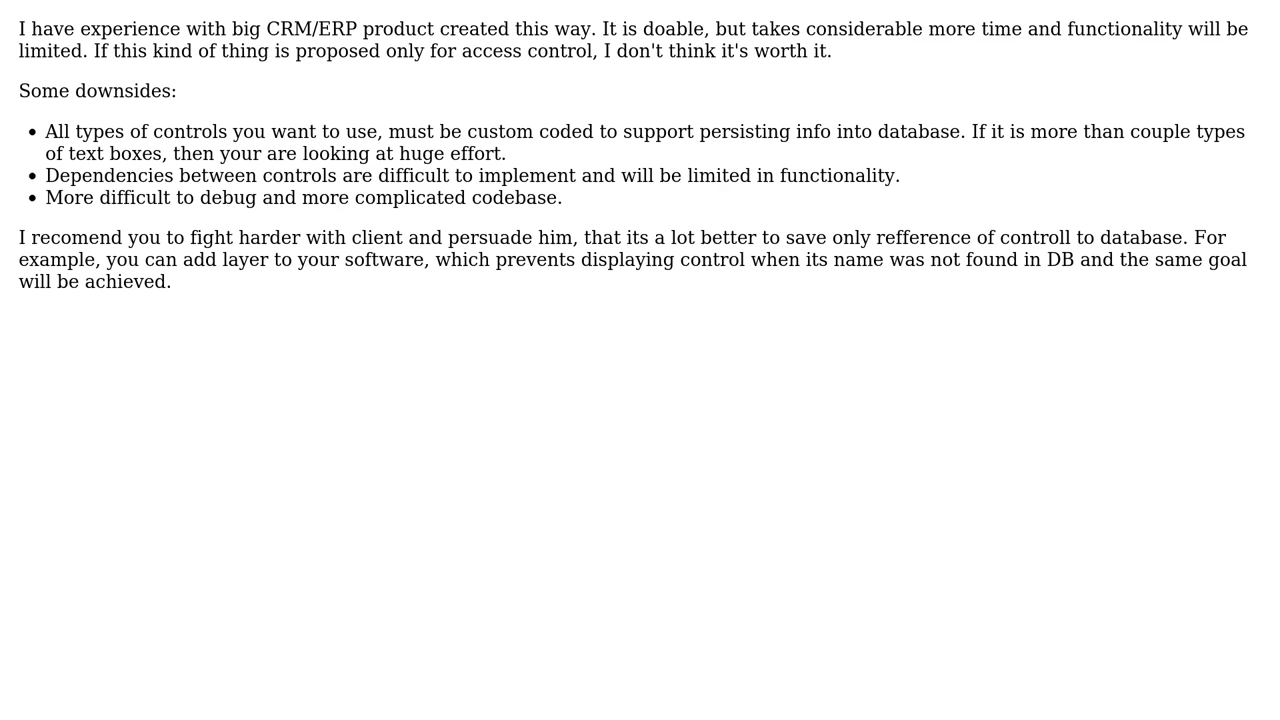 I have experience with big CRM/ERP product created this way. It is doable, but takes considerable more time and functionality will be
limited. If this kind of thing is proposed only for access control, I don't think it's worth it.
Some downsides:
• All types of controls you want to use, must be custom coded to support persisting info into database. If it is more than couple types
of text boxes, then your are looking at huge effort.
• Dependencies between controls are difficult to implement and will be limited in functionality.
• More difficult to debug and more complicated codebase.
I recomend you to fight harder with client and persuade him, that its a lot better to save only refference of controll to database. For
example, you can add layer to your software, which prevents displaying control when its name was not found in DB and the same goal
will be achieved.